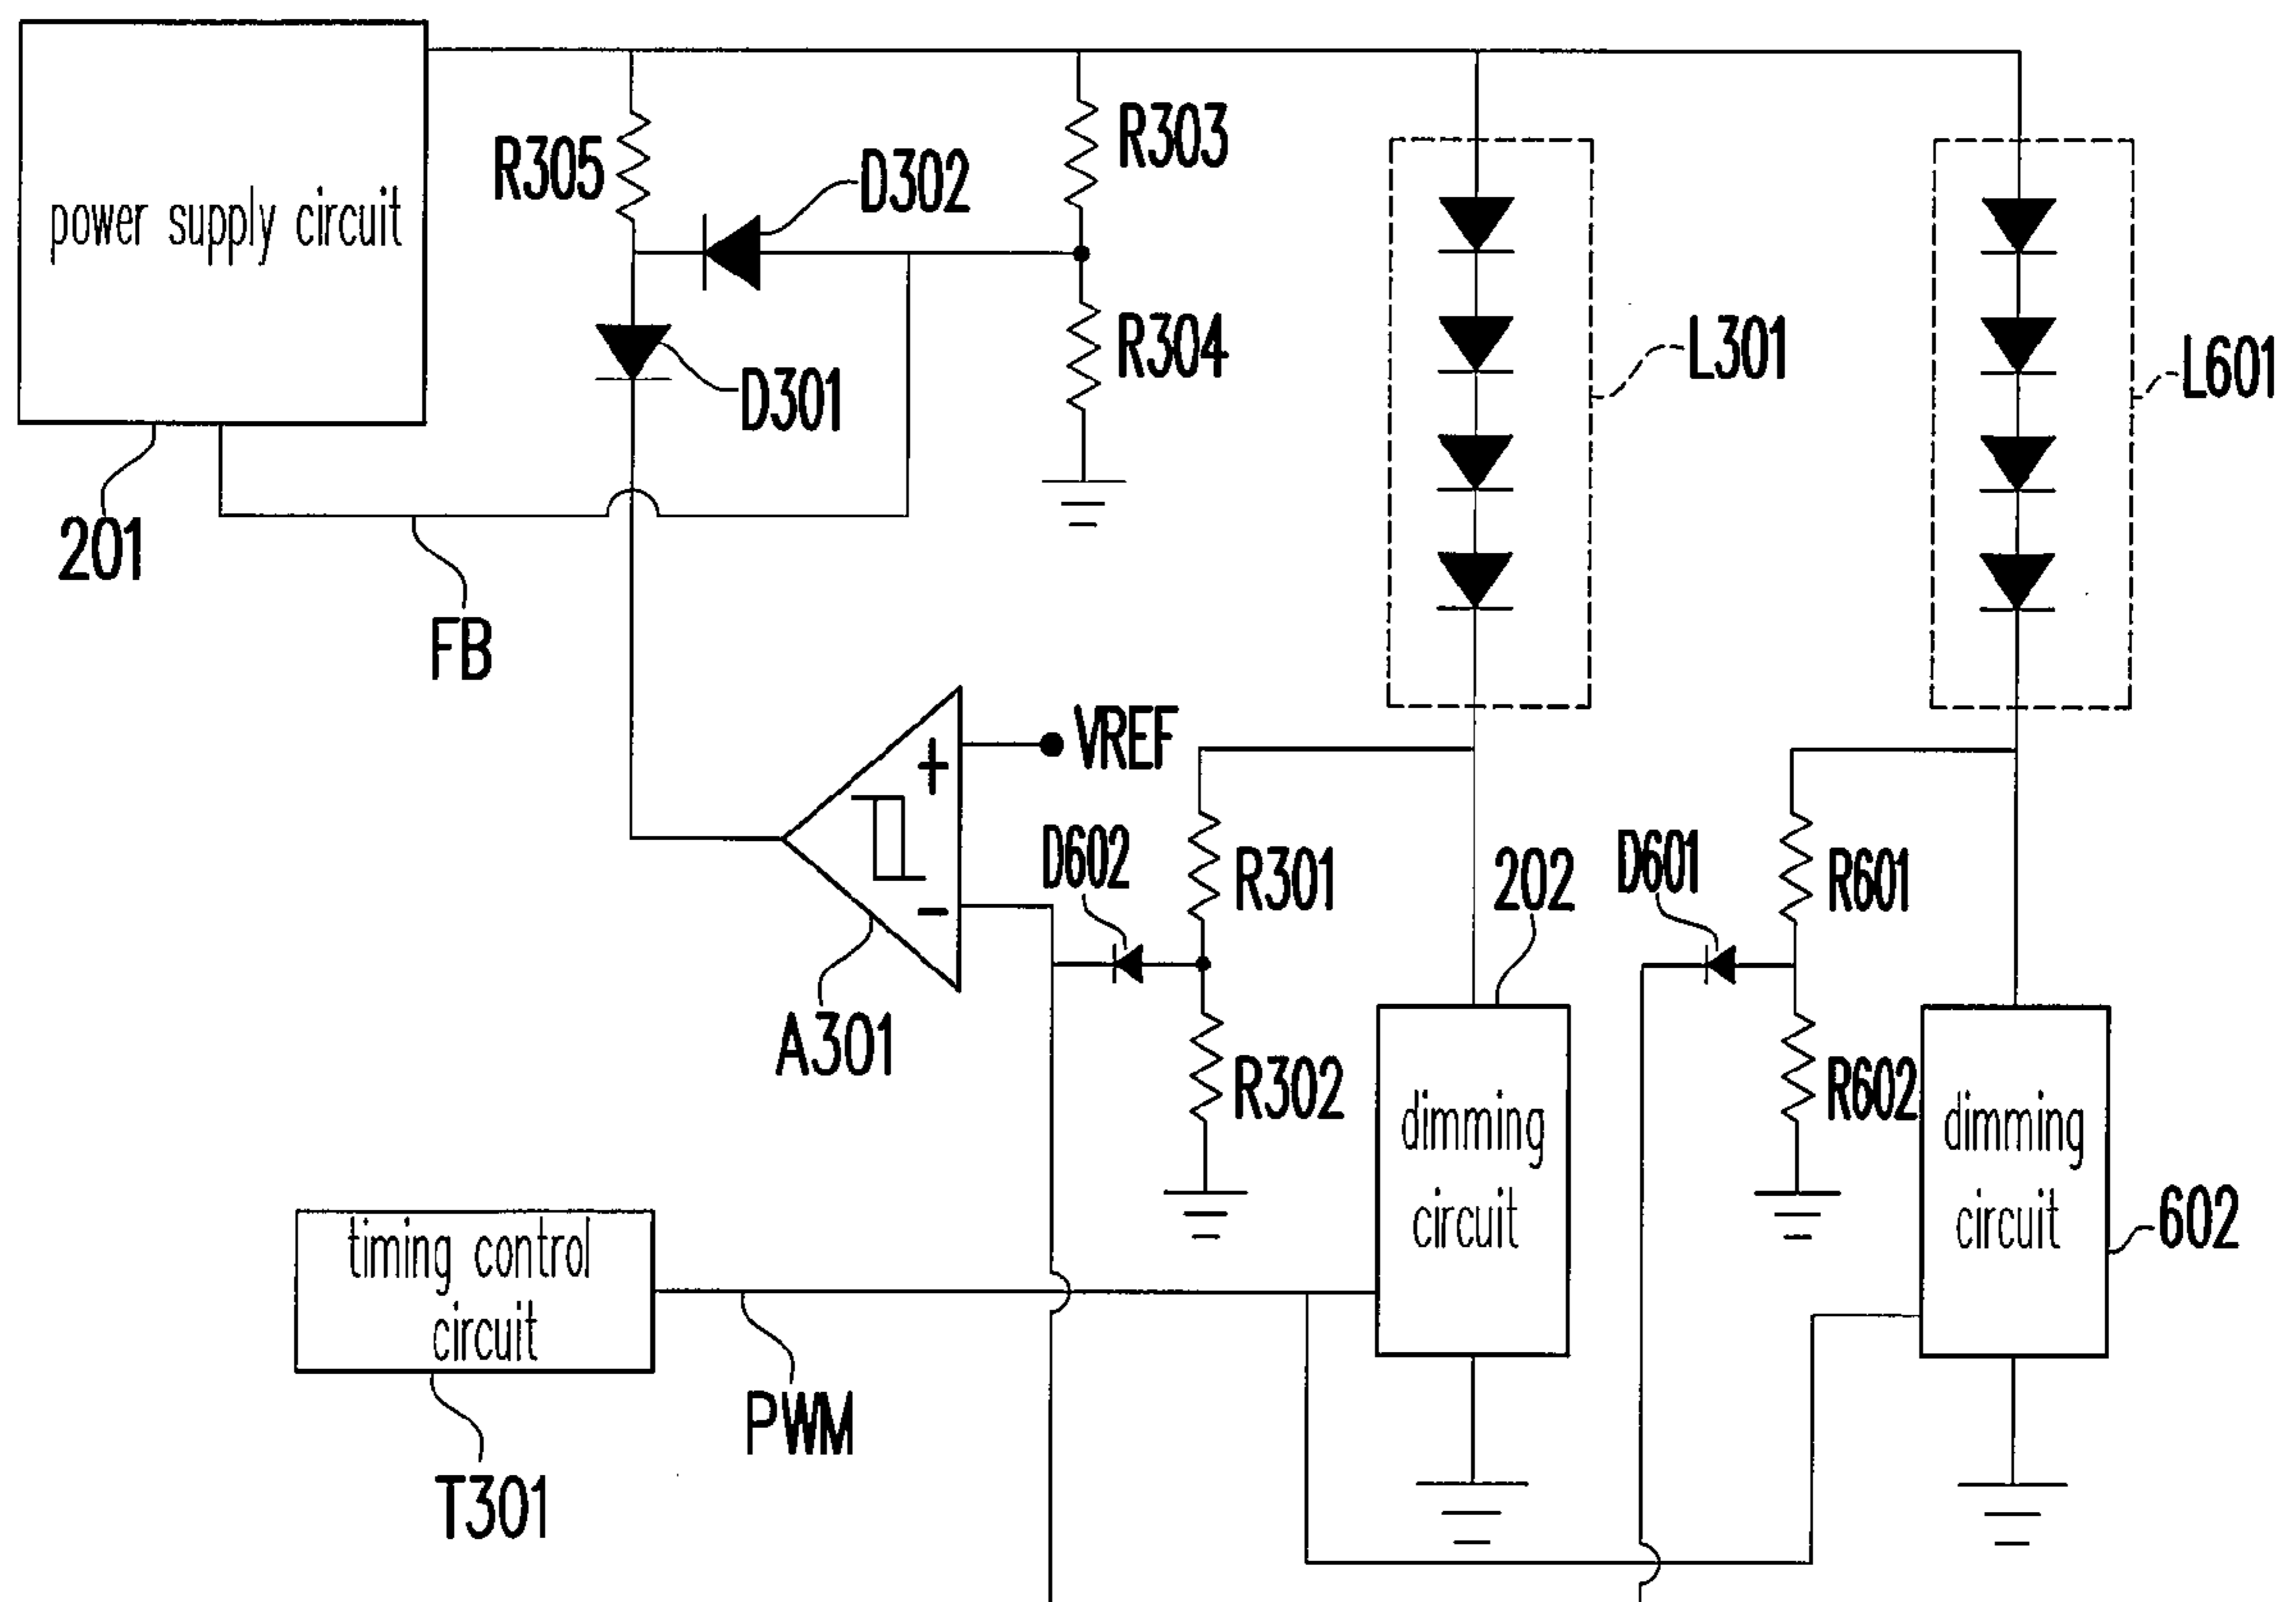 R303
R305
D302
power supply circuit
R304
L301
L601
D301
201
FB
VREF
+
D602
D601
R301
202
R601
-
A301
R302
R602
dimming
circuit
dimming
circuit
602
timing control
circuit
PWM
T301